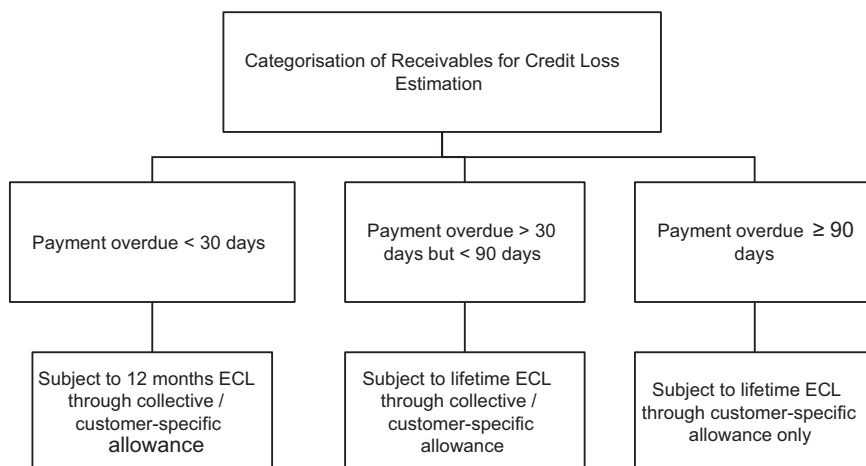 Categorisation of Receivables for Credit Loss
Estimation
Payment overdue < 30 days
Payment overdue > 30
days but < 90 days
Payment overdue ≥ 90
days
Subject to 12 months ECL
through collective /
customer-specific
allowance
Subject to lifetime ECL
through collective /
customer-specific
allowance
Subject to lifetime ECL
through customer-specific
allowance only